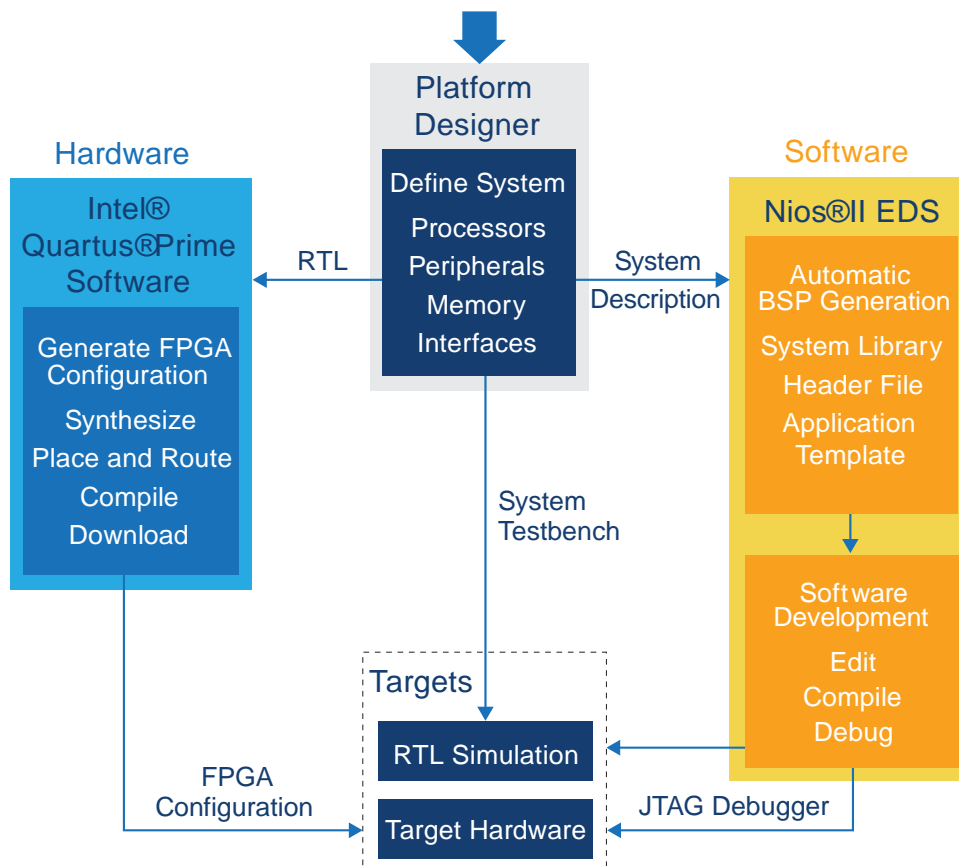 Platform
Designer
Define System
Processors
Peripherals
Memory
Interfaces
Hardware
Intel®
Quartus®Prime
Software
Generate FPGA
Configuration
Synthesize
Place and Route
Compile
Download
RTL
System
Description
Software
Nios®II EDS
Automatic
BSP Generation
System Library
Header File
Application
Template
Software
Development
Edit
Compile
Debug
System
Testbench
Targets
RTL Simulation
Target Hardware
FPGA
Configuration
JTAG Debugger